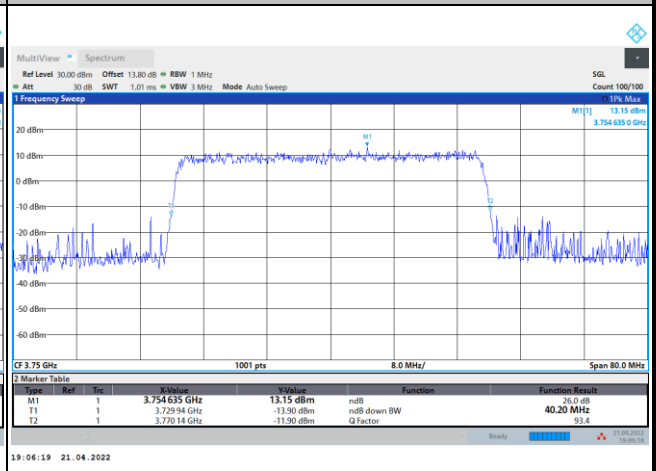 MultiView Spectrum
Ref Level 30.00 dBm Offset 13.80 dB RBW 1 MHz SGL
Att 30 dB SWT 1.01 ms VBW 3 MHz Mode Auto Sweep Count 100/100
1 Frequency Sweep 1Pk Max
M1[1] 13.15 dBm
3.754 635 0 GHz
M1
20 dBm
10 dBm
0 dBm
-10 dBm
T1
T2
-20 dBm
-30 dBm
-40 dBm
-50 dBm
-60 dBm
CF 3.75 GHz 1001 pts 8.0 MHz/ Span 80.0 MHz
2 Marker Table
Type Ref Trc X-Value Y-Value Function Function Result
M1 1 3.754 635 GHz 13.15 dBm ndB 26.0 dB
T1 1 3.729 94 GHz -13.90 dBm ndB down BW 40.20 MHz
T2 1 3.770 14 GHz -11.90 dBm Q Factor 93.4
Ready 21.04.2022
19:06:18
19:06:19 21.04.2022